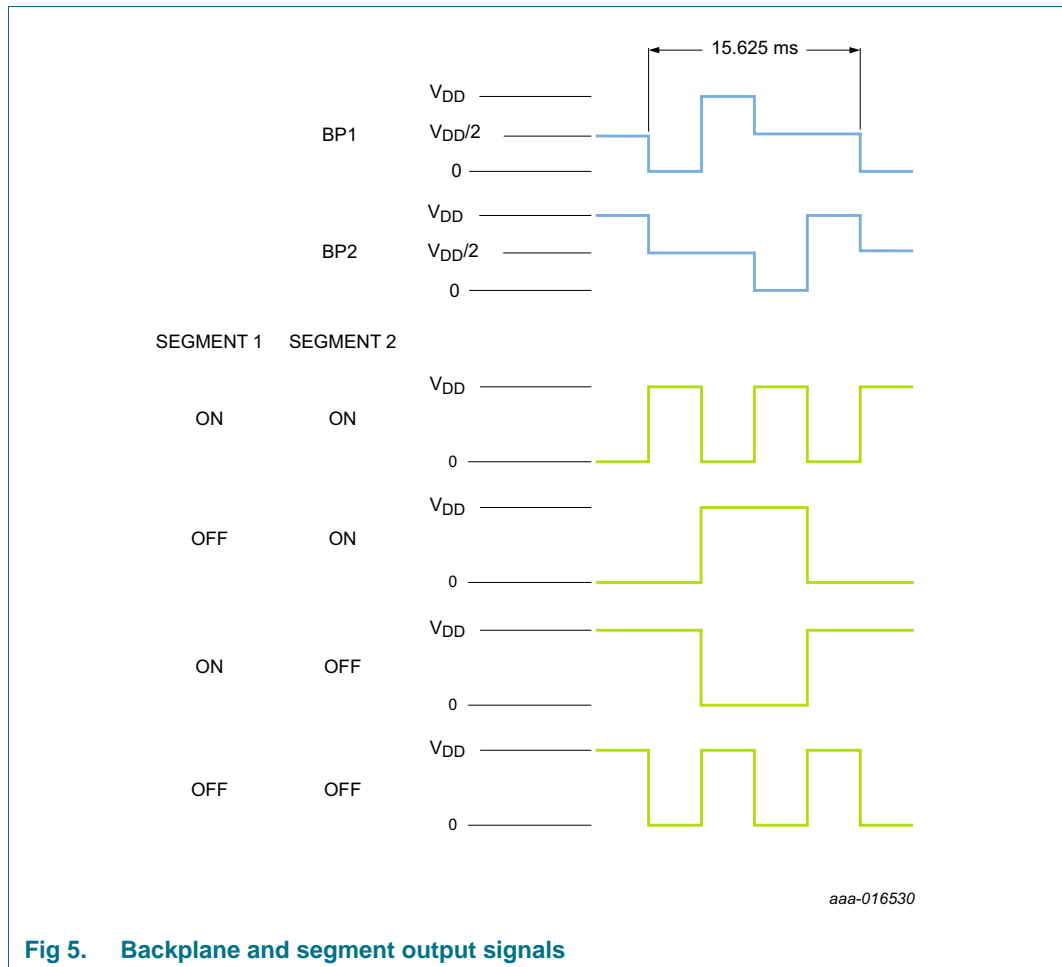 15.625 ms
VDD
BP1 VDD/2
0
VDD
BP2 VDD/2
0
SEGMENT 1 SEGMENT 2
VDD
ON ON
0
VDD
OFF ON
0
VDD
ON OFF
0
VDD
OFF OFF
0
aaa-016530
Fig 5. Backplane and segment output signals